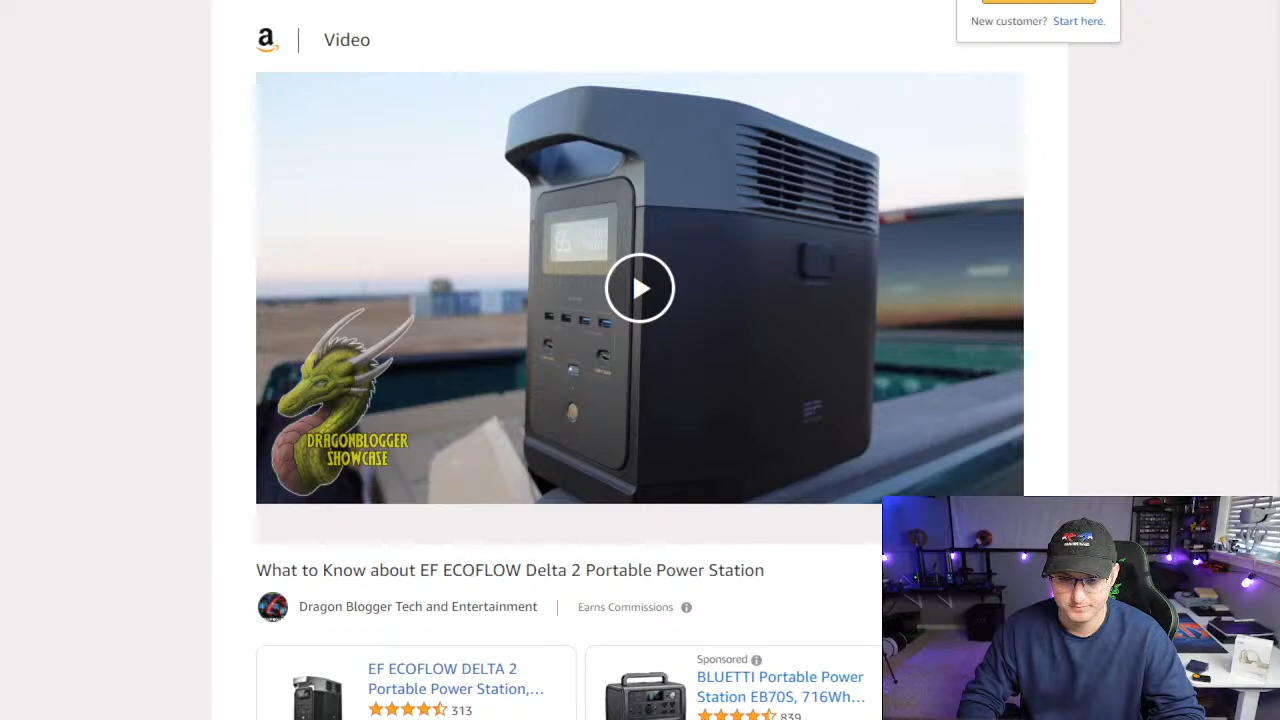 New customer? Start here.
a
Video
DRAGONBLOGGER
SHOWCASE
What to Know about EF ECOFLOW Delta 2 Portable Power Station
Dragon Blogger Tech and Entertainment
Earns Commissions
EF ECOFLOW DELTA 2
Portable Power Station,...
313
Sponsored
BLUETTI Portable Power
Station EB70S, 716Wh...
839